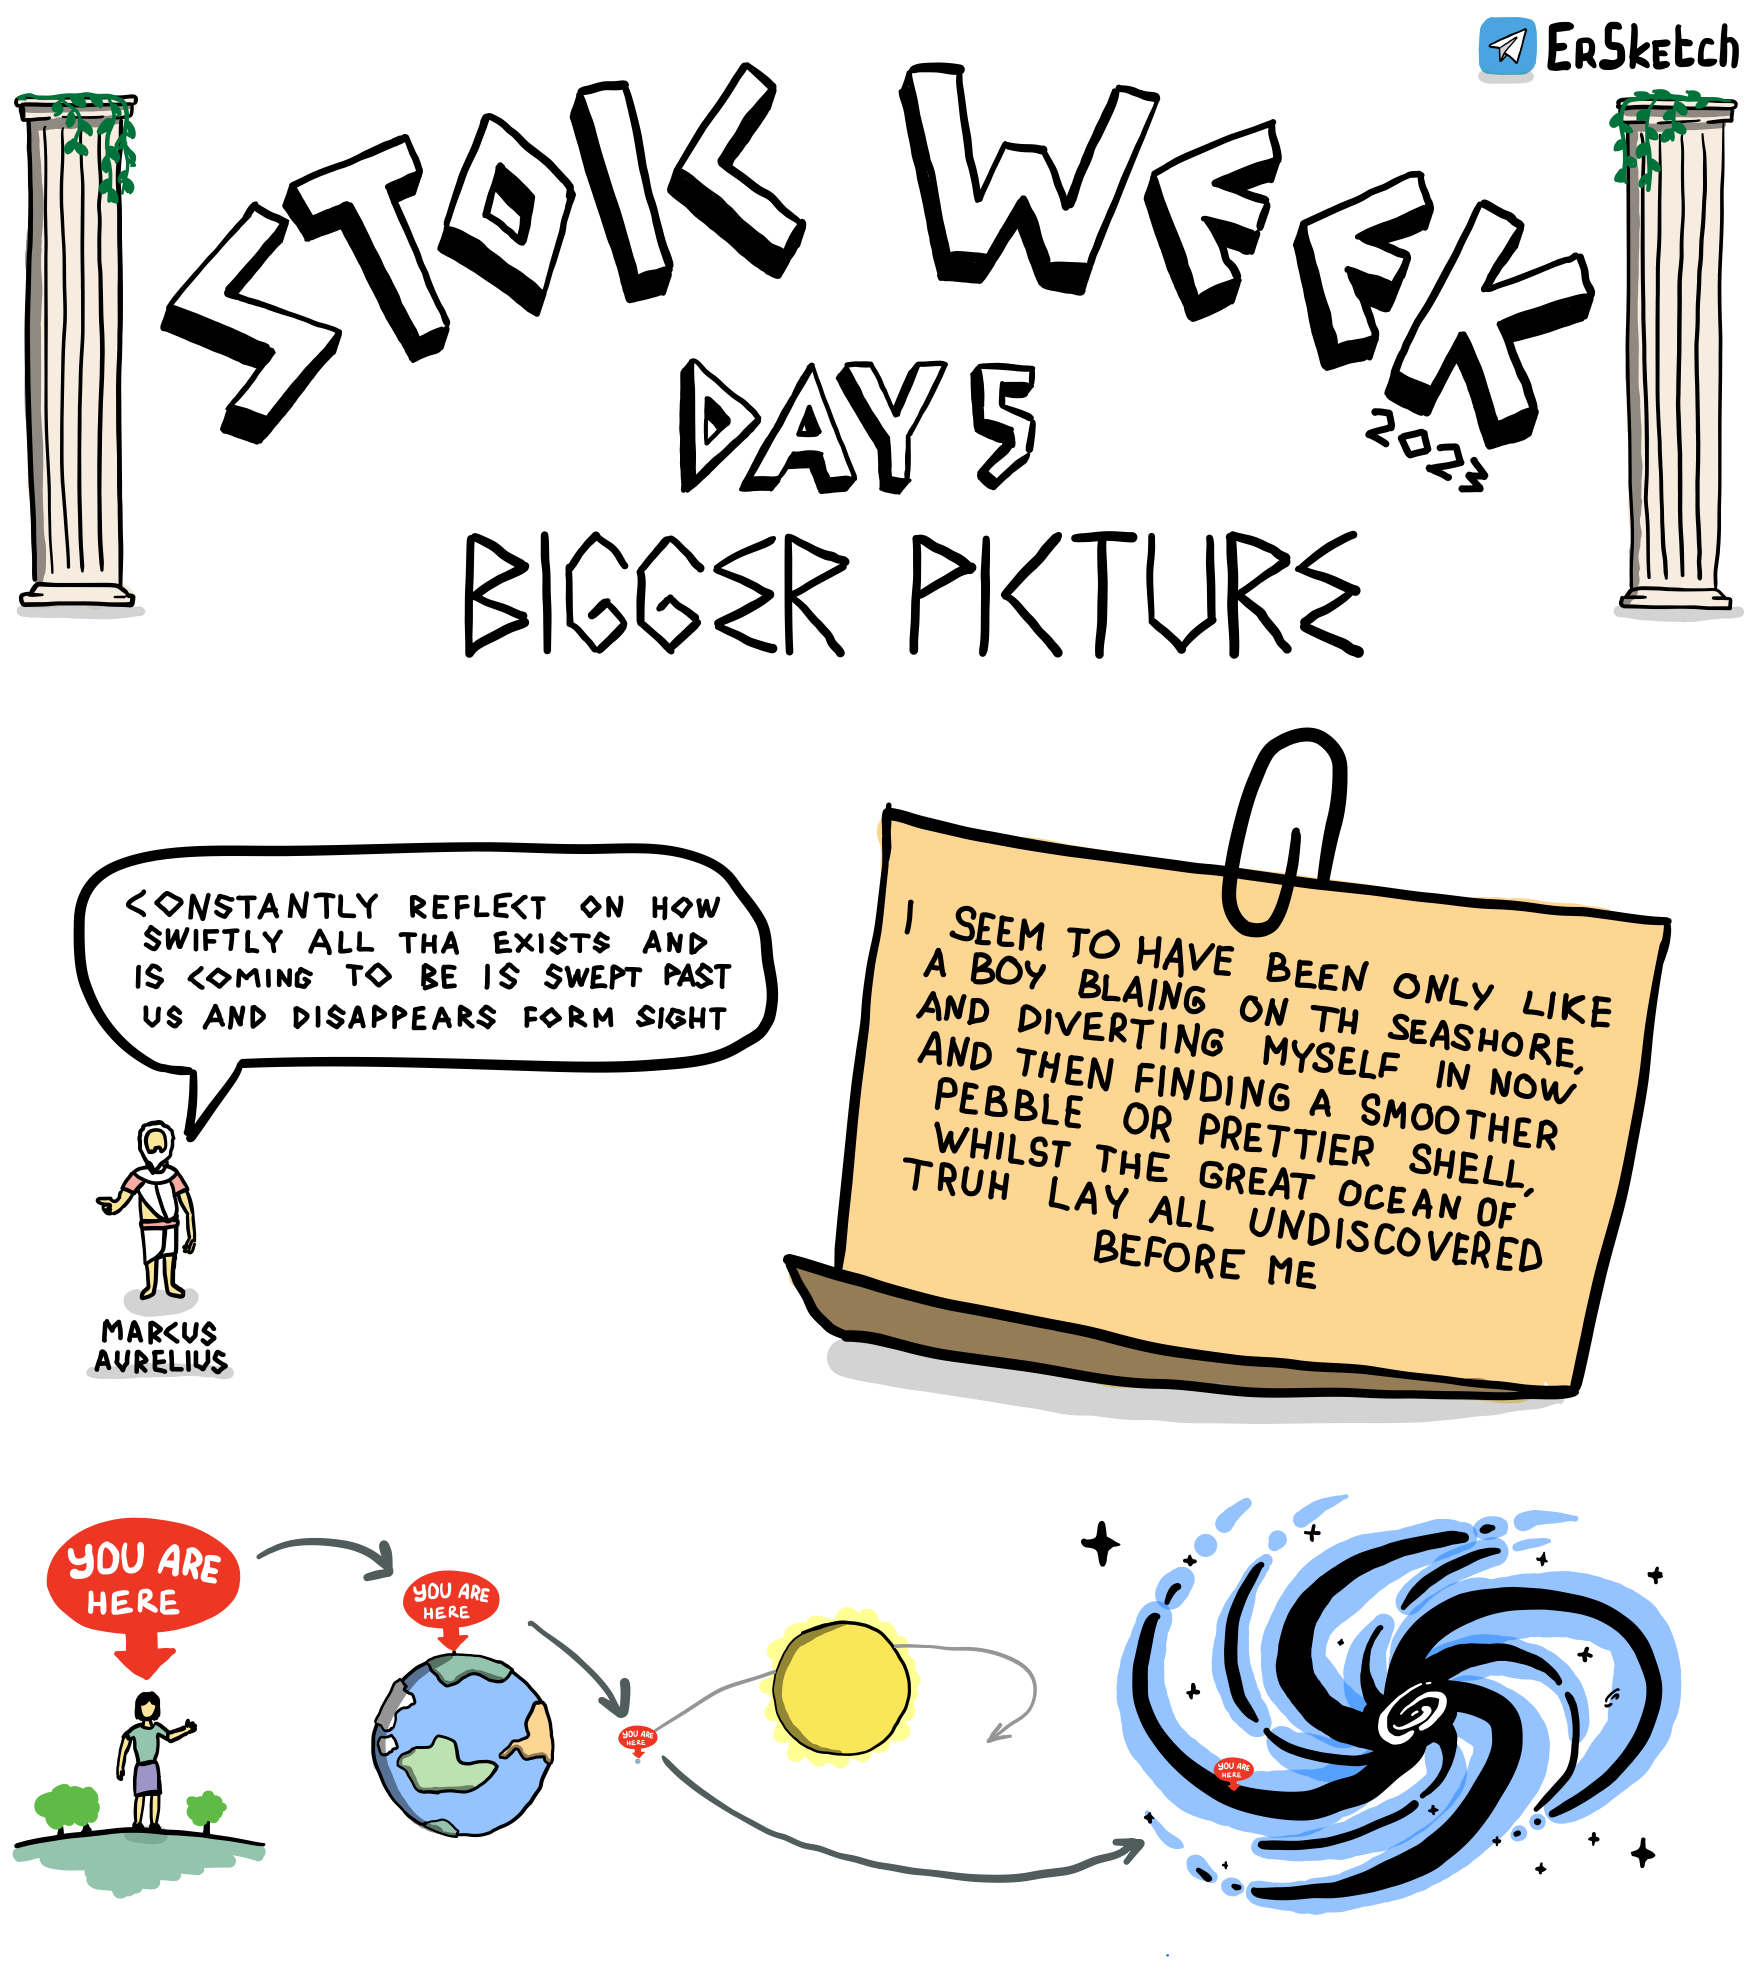 ErSketch
STOIC WEEK
2023
DAY 5
BIGGER PICTURE
CONSTANTLY REFLECT ON HOW
SWIFTLY ALL THA EXISTS AND
IS COMING TO BE IS SWEPT PAST
US AND DISAPPEARS FORM SIGHT
MARCUS
AURELIUS
I SEEM TO HAVE BEEN ONLY LIKE
A BOY BLAING ON TH SEASHORE,
AND DIVERTING MYSELF IN NOW
AND THEN FINDING A SMOOTHER
PEBBLE OR PRETTIER SHELL,
WHILST THE GREAT OCEAN OF
TRUH LAY ALL UNDISCOVERED
BEFORE ME
YOU ARE
HERE
YOU ARE
HERE
YOU ARE
HERE
YOU ARE
HERE